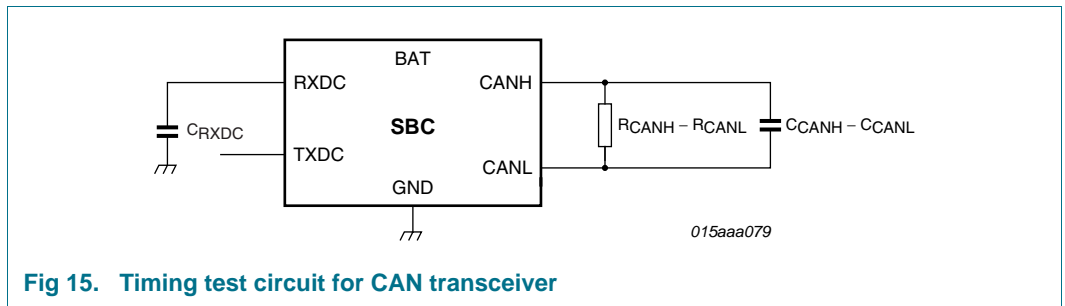 BAT
RXDC
CANH
CRXDC
SBC
RCANH – RCANL
CCANH – CCANL
TXDC
CANL
GND
015aaa079
Fig 15. Timing test circuit for CAN transceiver